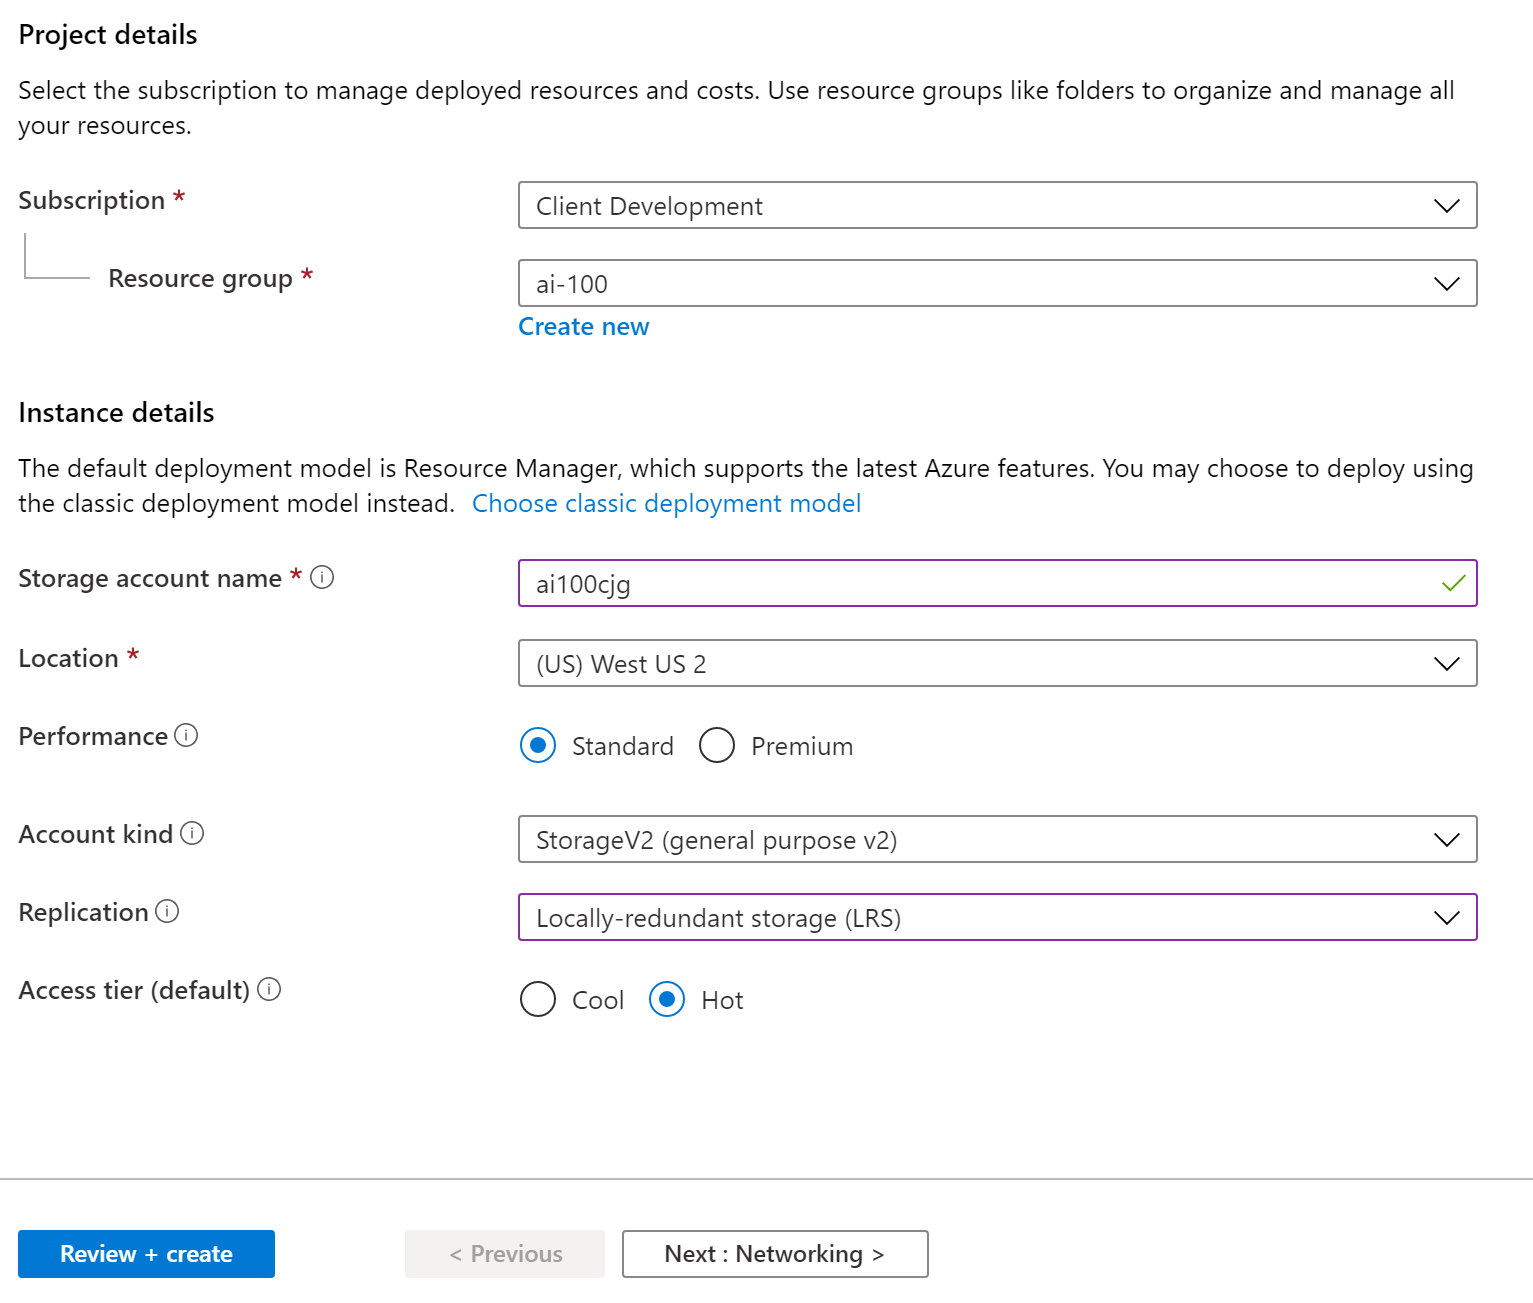 Project details
Select the subscription to manage deployed resources and costs. Use resource groups like folders to organize and manage all
your resources.
Subscription *
Client Development
Resource group *
ai-100
Create new
Instance details
The default deployment model is Resource Manager, which supports the latest Azure features. You may choose to deploy using
the classic deployment model instead. Choose classic deployment model
Storage account name *
ai100cjg
Location *
(US) West US 2
Performance
Standard Premium
Account kind
StorageV2 (general purpose v2)
Replication
Locally-redundant storage (LRS)
Access tier (default)
Cool Hot
Review + create < Previous Next : Networking >